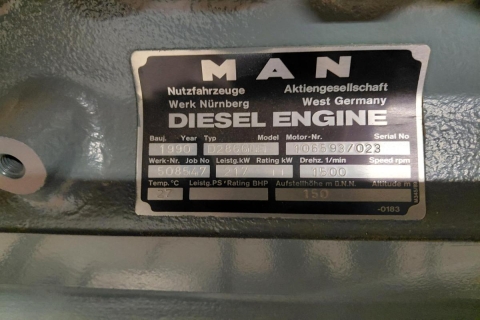 MAN
Nutzfahrzeuge Aktiengesellschaft
Werk Nürnberg West Germany
DIESEL ENGINE
Bauj. Year Typ Model Motor-Nr. Serial No
1990
Werk-Nr. Job No Leistg.kW Rating kW Drehz. 1/min Speed rpm
217 1500
Temp.°C Leistg.PS Rating BHP Aufstellhöhe m ü.N.N. Altitude m
27 150
-0183